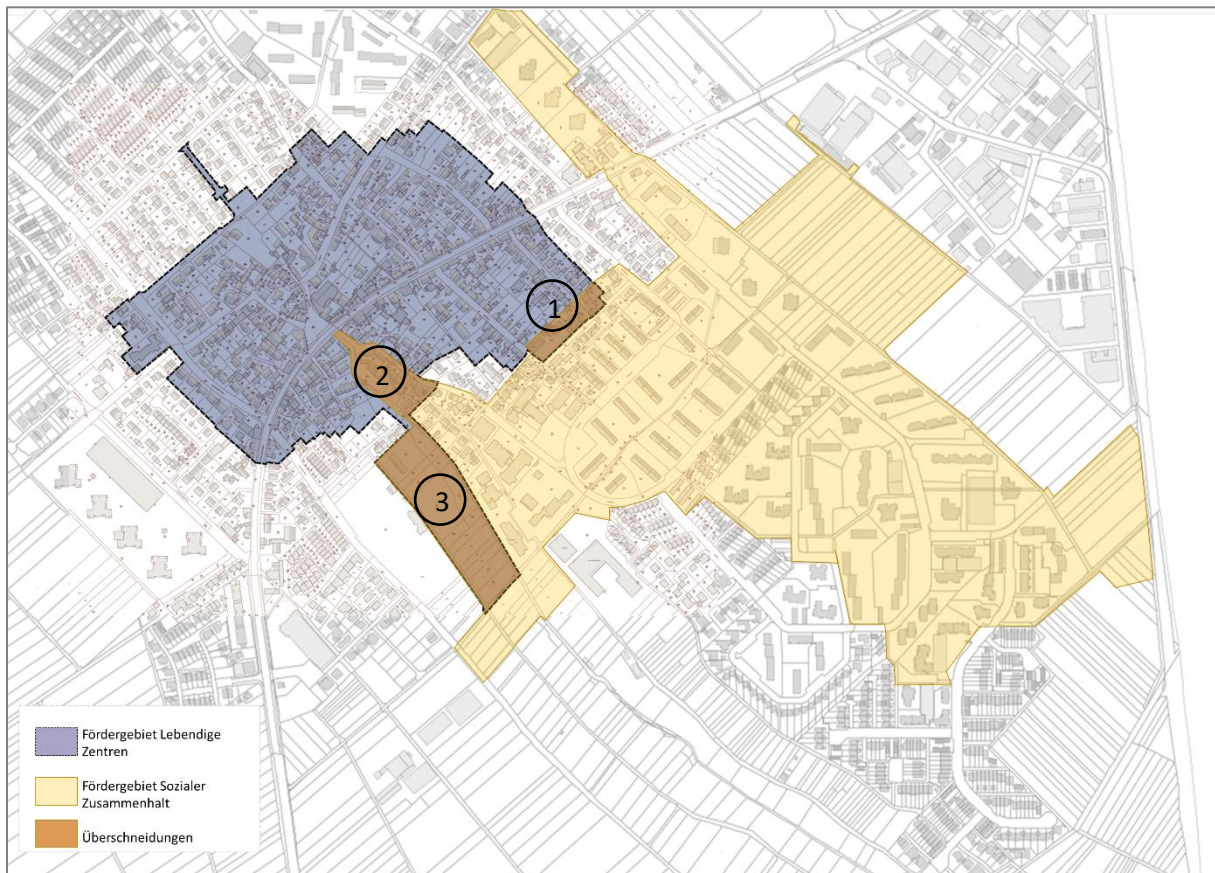 1
2
3
Fördergebiet Lebendige
Zentren
Fördergebiet Sozialer
Zusammenhalt
Überschneidungen